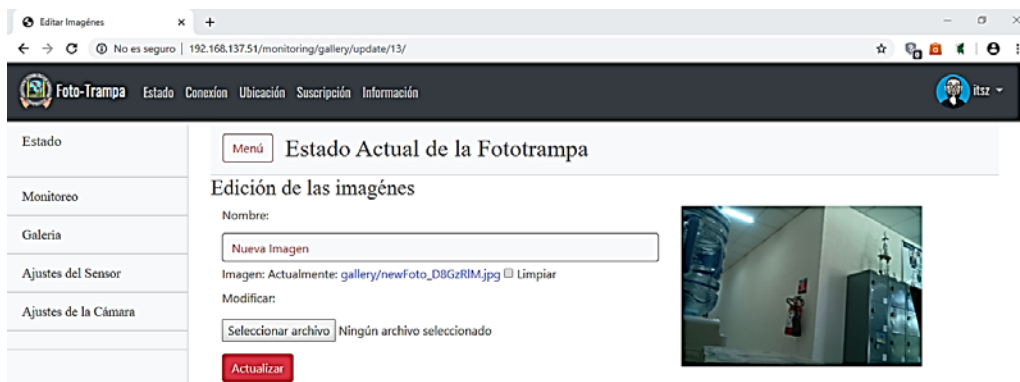 Editar Imagénes
No es seguro | 192.168.137.51/monitoring/gallery/update/13/
Foto-Trampa Estado Conexíon Ubicación Suscripción Información itsz
Estado
Monitoreo
Galeria
Ajustes del Sensor
Ajustes de la Cámara
Menú Estado Actual de la Fototrampa
Edición de las imagénes
Nombre:
Nueva Imagen
Imagen: Actualmente: gallery/newFoto_D8GzRlM.jpg Limpiar
Modificar:
Seleccionar archivo Ningún archivo seleccionado
Actualizar